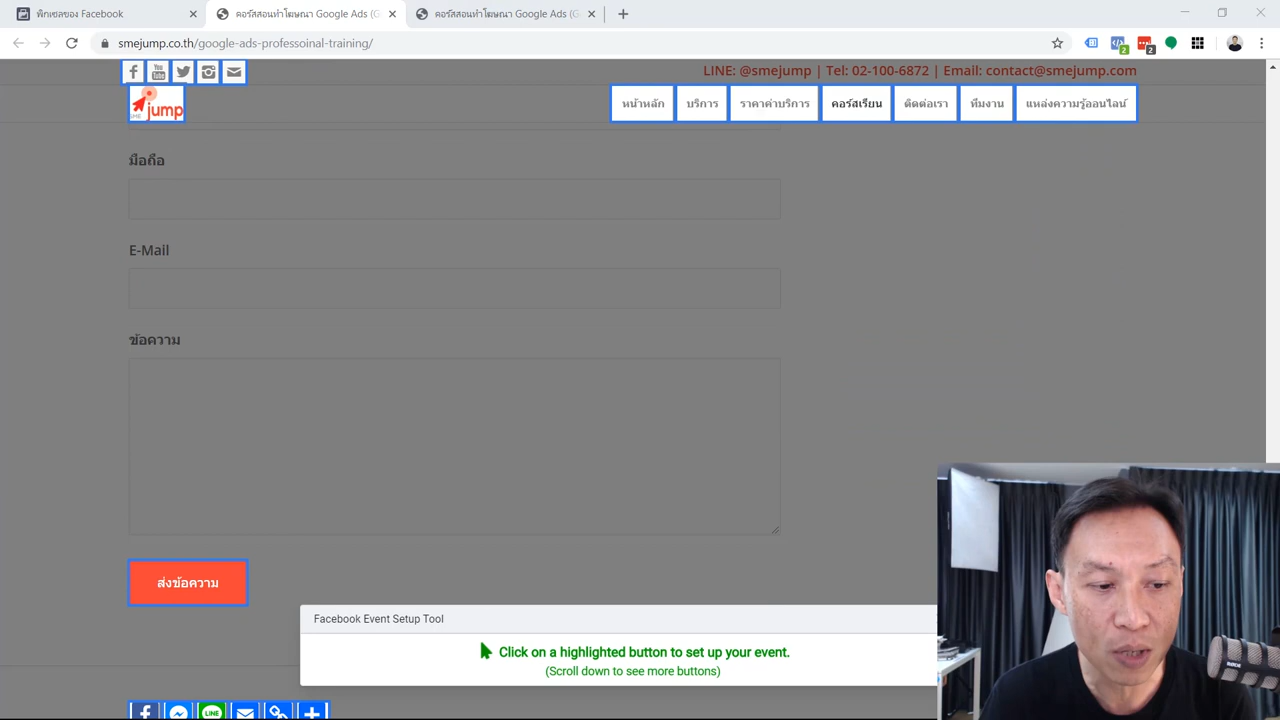 พิกเซลของ Facebook
คอร์สสอนทำโฆษณา Google Ads (G
คอร์สสอนทำโฆษณา Google Ads (G
smejump.co.th/google-ads-professoinal-training/
2
2
LINE: @smejump | Tel: 02-100-6872 | Email: contact@smejump.com
You Tube
SME jump
หน้าหลัก
บริการ
ราคาค่าบริการ
คอร์สเรียน
ติดต่อเรา
ทีมงาน
แหล่งความรู้ออนไลน์
มือถือ
E-Mail
ข้อความ
ส่งข้อความ
Facebook Event Setup Tool
Click on a highlighted button to set up your event.
(Scroll down to see more buttons)
LINE
RODE